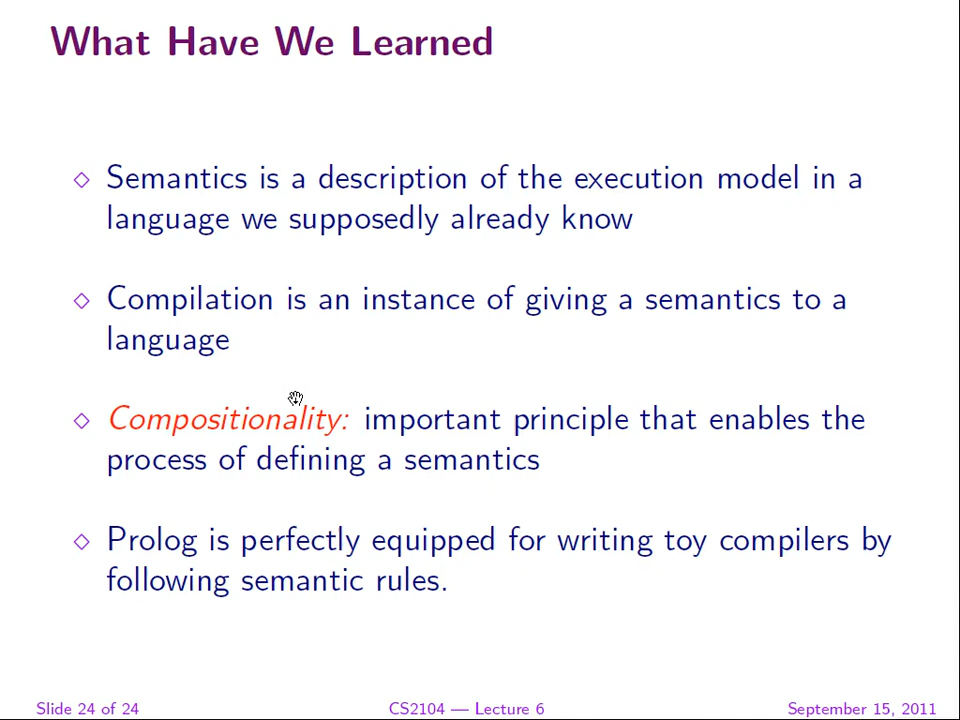 What Have We Learned
◇ Semantics is a description of the execution model in a
language we supposedly already know
◇ Compilation is an instance of giving a semantics to a
language
◇ Compositionality: important principle that enables the
process of defining a semantics
◇ Prolog is perfectly equipped for writing toy compilers by
following semantic rules.
Slide 24 of 24 CS2104 — Lecture 6 September 15, 2011